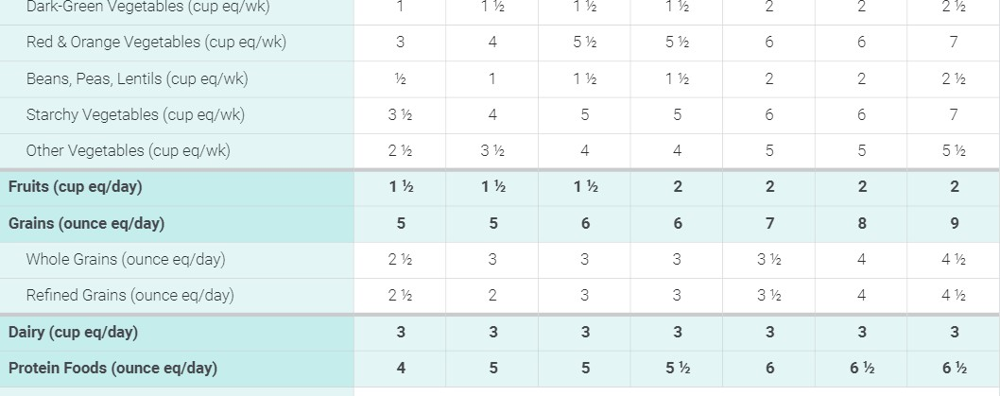 Dark-Green Vegetables (cup eq/wk) 1 1 ½ 1 ½ 1 ½ 2 2 2 ½
Red & Orange Vegetables (cup eq/wk) 3 4 5 ½ 5 ½ 6 6 7
Beans, Peas, Lentils (cup eq/wk) ½ 1 1 ½ 1 ½ 2 2 2 ½
Starchy Vegetables (cup eq/wk) 3 ½ 4 5 5 6 6 7
Other Vegetables (cup eq/wk) 2 ½ 3 ½ 4 4 5 5 5 ½
Fruits (cup eq/day) 1 ½ 1 ½ 1 ½ 2 2 2 2
Grains (ounce eq/day) 5 5 6 6 7 8 9
Whole Grains (ounce eq/day) 2 ½ 3 3 3 3 ½ 4 4 ½
Refined Grains (ounce eq/day) 2 ½ 2 3 3 3 ½ 4 4 ½
Dairy (cup eq/day) 3 3 3 3 3 3 3
Protein Foods (ounce eq/day) 4 5 5 5 ½ 6 6 ½ 6 ½